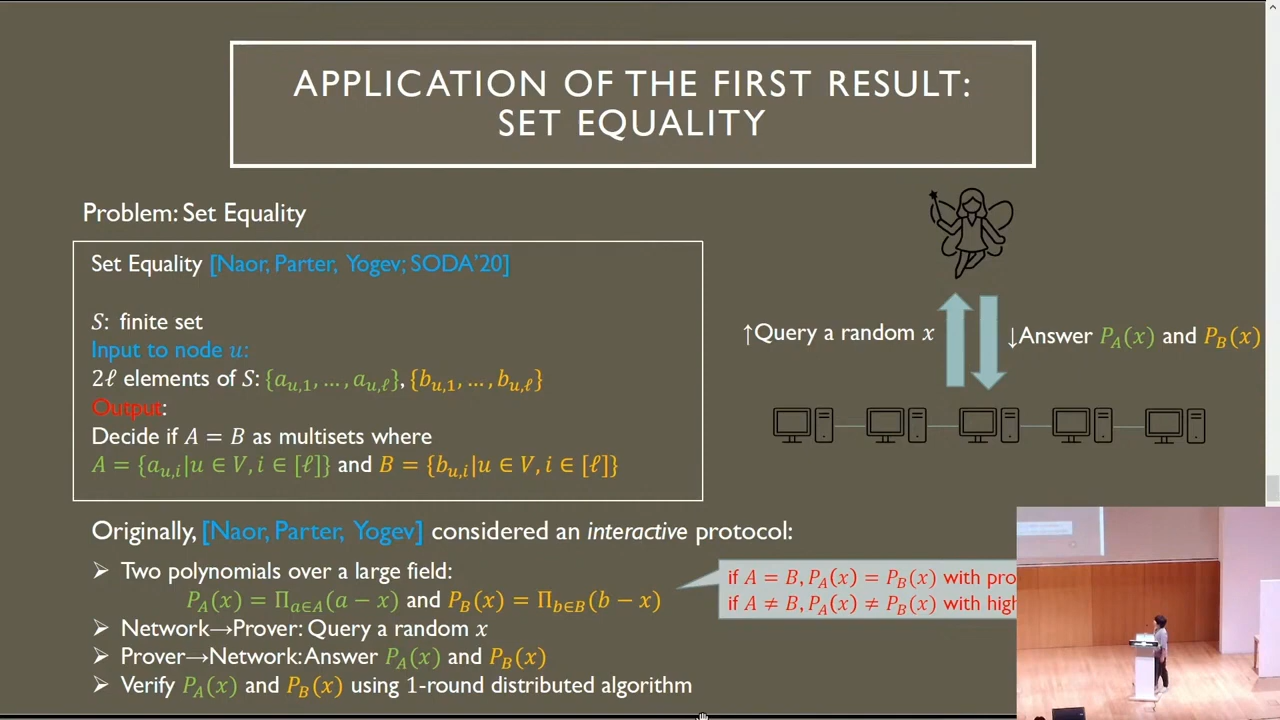 APPLICATION OF THE FIRST RESULT:
SET EQUALITY
Problem: Set Equality
Set Equality [Naor, Parter, Yogev; SODA'20]
S: finite set
Input to node u:
2ℓ elements of S: {a_{u,1}, …, a_{u,ℓ}}, {b_{u,1}, …, b_{u,ℓ}}
Output:
Decide if A = B as multisets where
A = {a_{u,i}|u ∈ V, i ∈ [ℓ]} and B = {b_{u,i}|u ∈ V, i ∈ [ℓ]}
↑Query a random x
↓Answer P_A(x) and P_B(x)
Originally, [Naor, Parter, Yogev] considered an interactive protocol:
➢ Two polynomials over a large field:
P_A(x) = Π_{a∈A}(a − x) and P_B(x) = Π_{b∈B}(b − x)
➢ Network→Prover: Query a random x
➢ Prover→Network: Answer P_A(x) and P_B(x)
➢ Verify P_A(x) and P_B(x) using 1-round distributed algorithm
if A = B, P_A(x) = P_B(x) with
if A ≠ B, P_A(x) ≠ P_B(x) with high